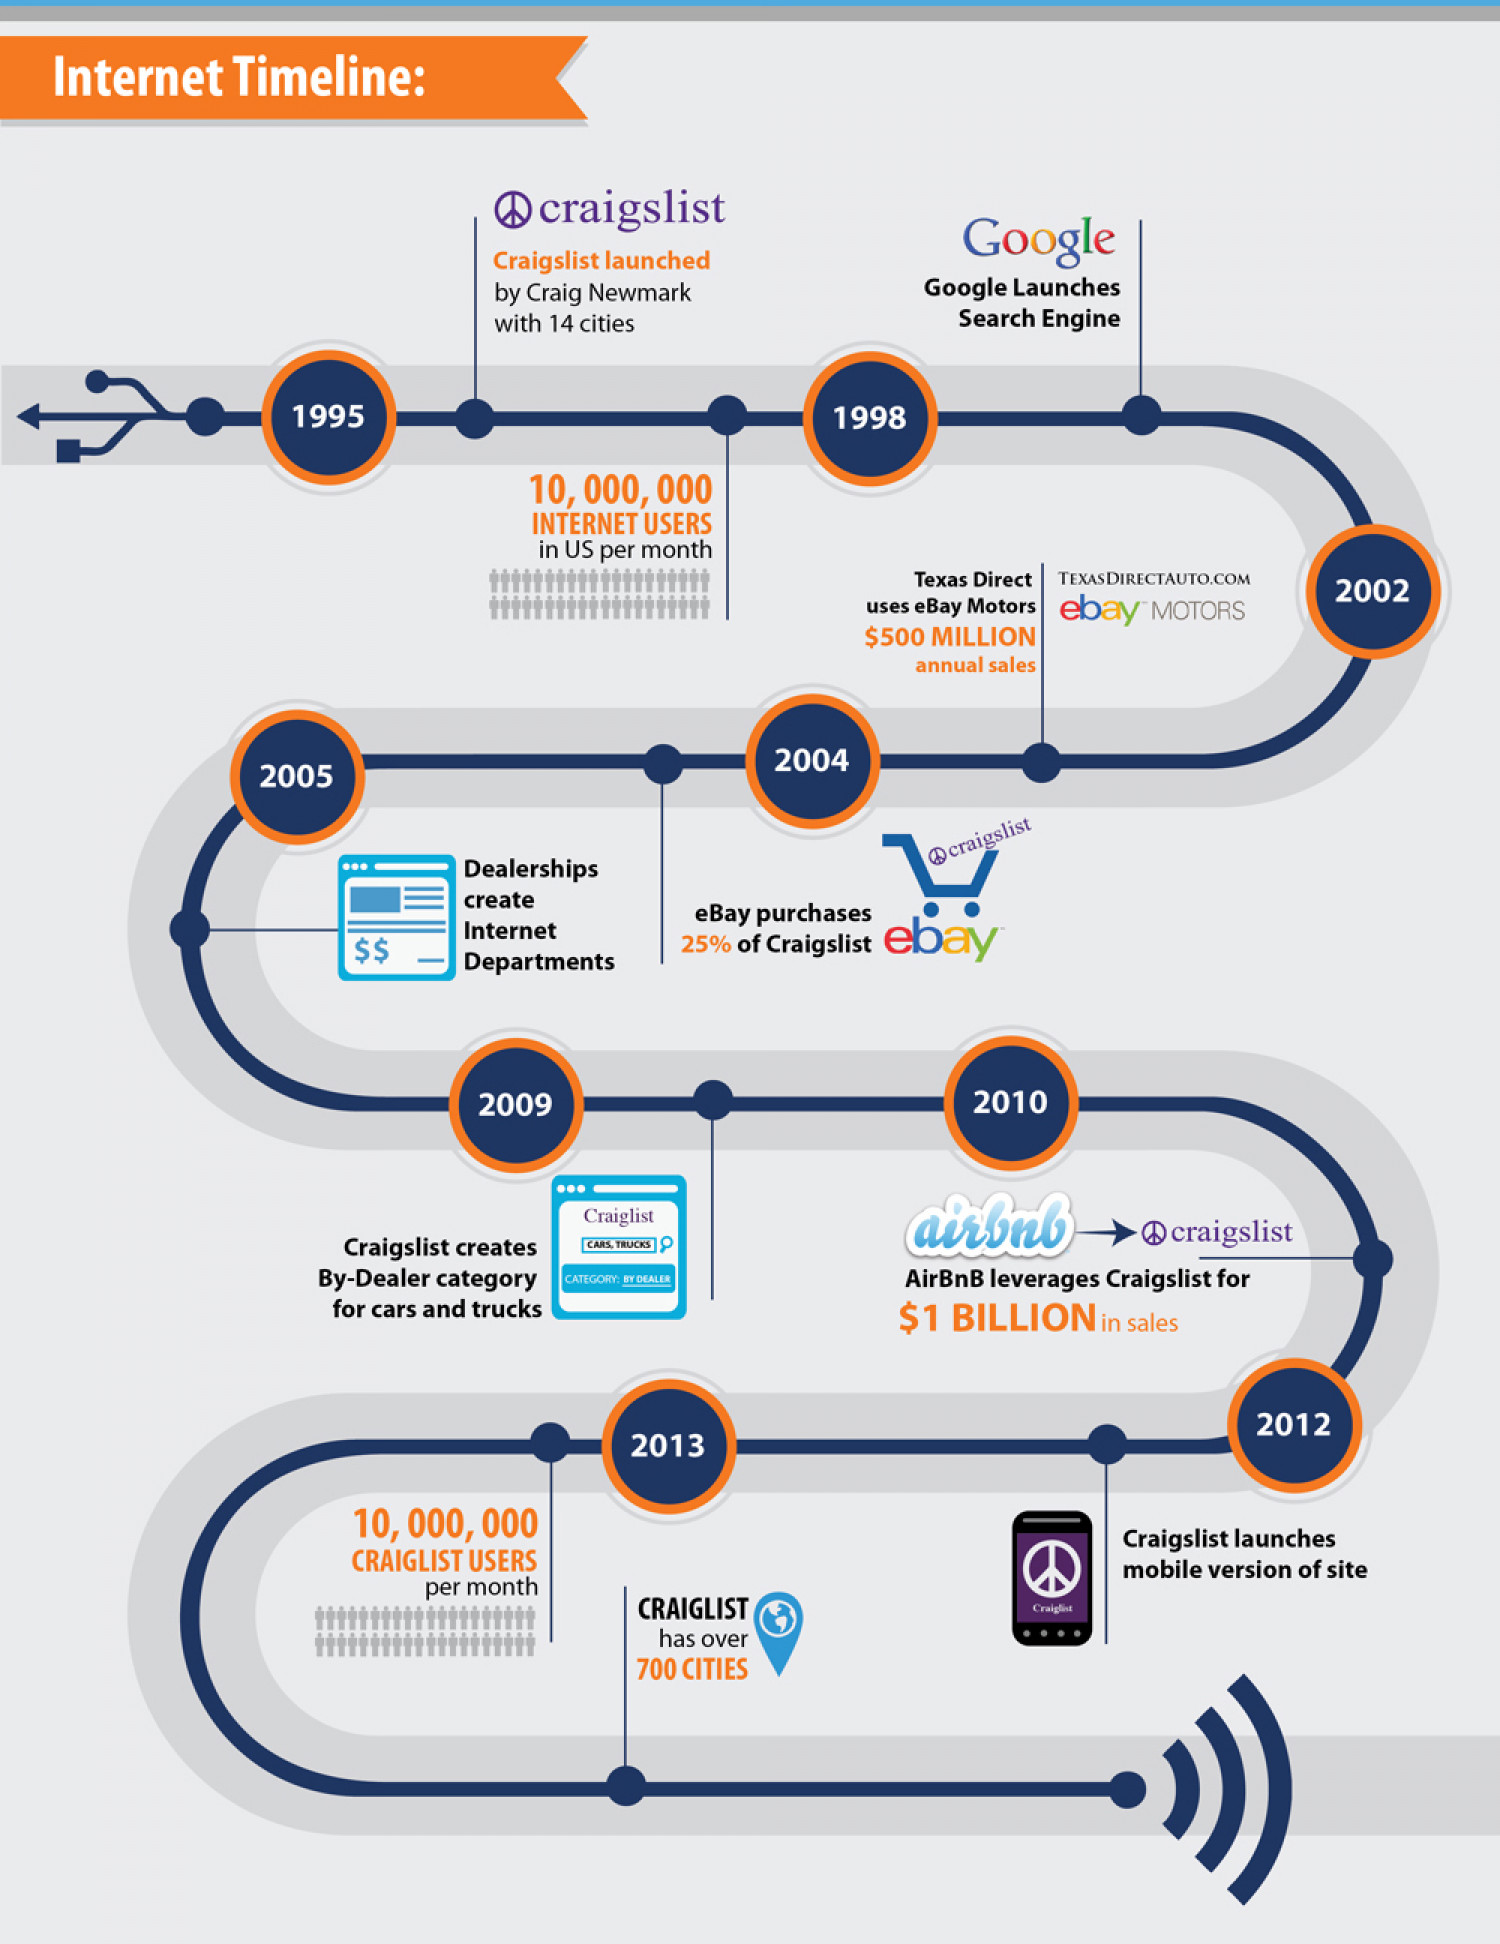 Internet Timeline:
craigslist
Craigslist launched
by Craig Newmark
with 14 cities
Google
Google Launches
Search Engine
1995
1998
10, 000, 000
INTERNET USERS
in US per month
2002
Texas Direct
uses eBay Motors
$500 MILLION
annual sales
TEXASDIRECTAUTO.COM
ebay™ MOTORS
2005
2004
Dealerships
create
Internet
Departments
$$
eBay purchases
25% of Craigslist
craigslist
ebay™
2009
2010
Craigslist creates
By-Dealer category
for cars and trucks
Craiglist
CARS, TRUCKS
CATEGORY: BY DEALER
airbnb
craigslist
AirBnB leverages Craigslist for
$1 BILLION in sales
2013
2012
10, 000, 000
CRAIGLIST USERS
per month
CRAIGLIST
has over
700 CITIES
Craiglist
Craigslist launches
mobile version of site